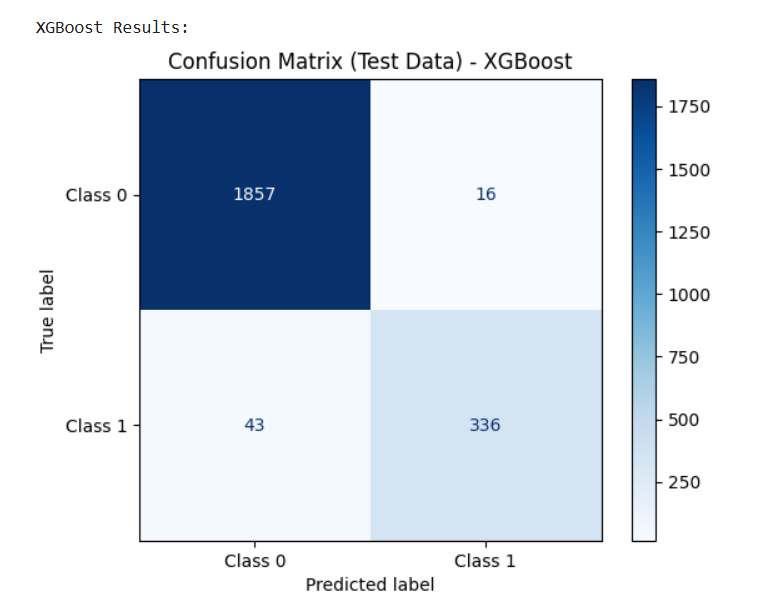 XGBoost Results:
Confusion Matrix (Test Data) - XGBoost
Class 0
1857
16
Class 1
43
336
Class 0
Class 1
Predicted label
True label
1750
1500
1250
1000
750
500
250